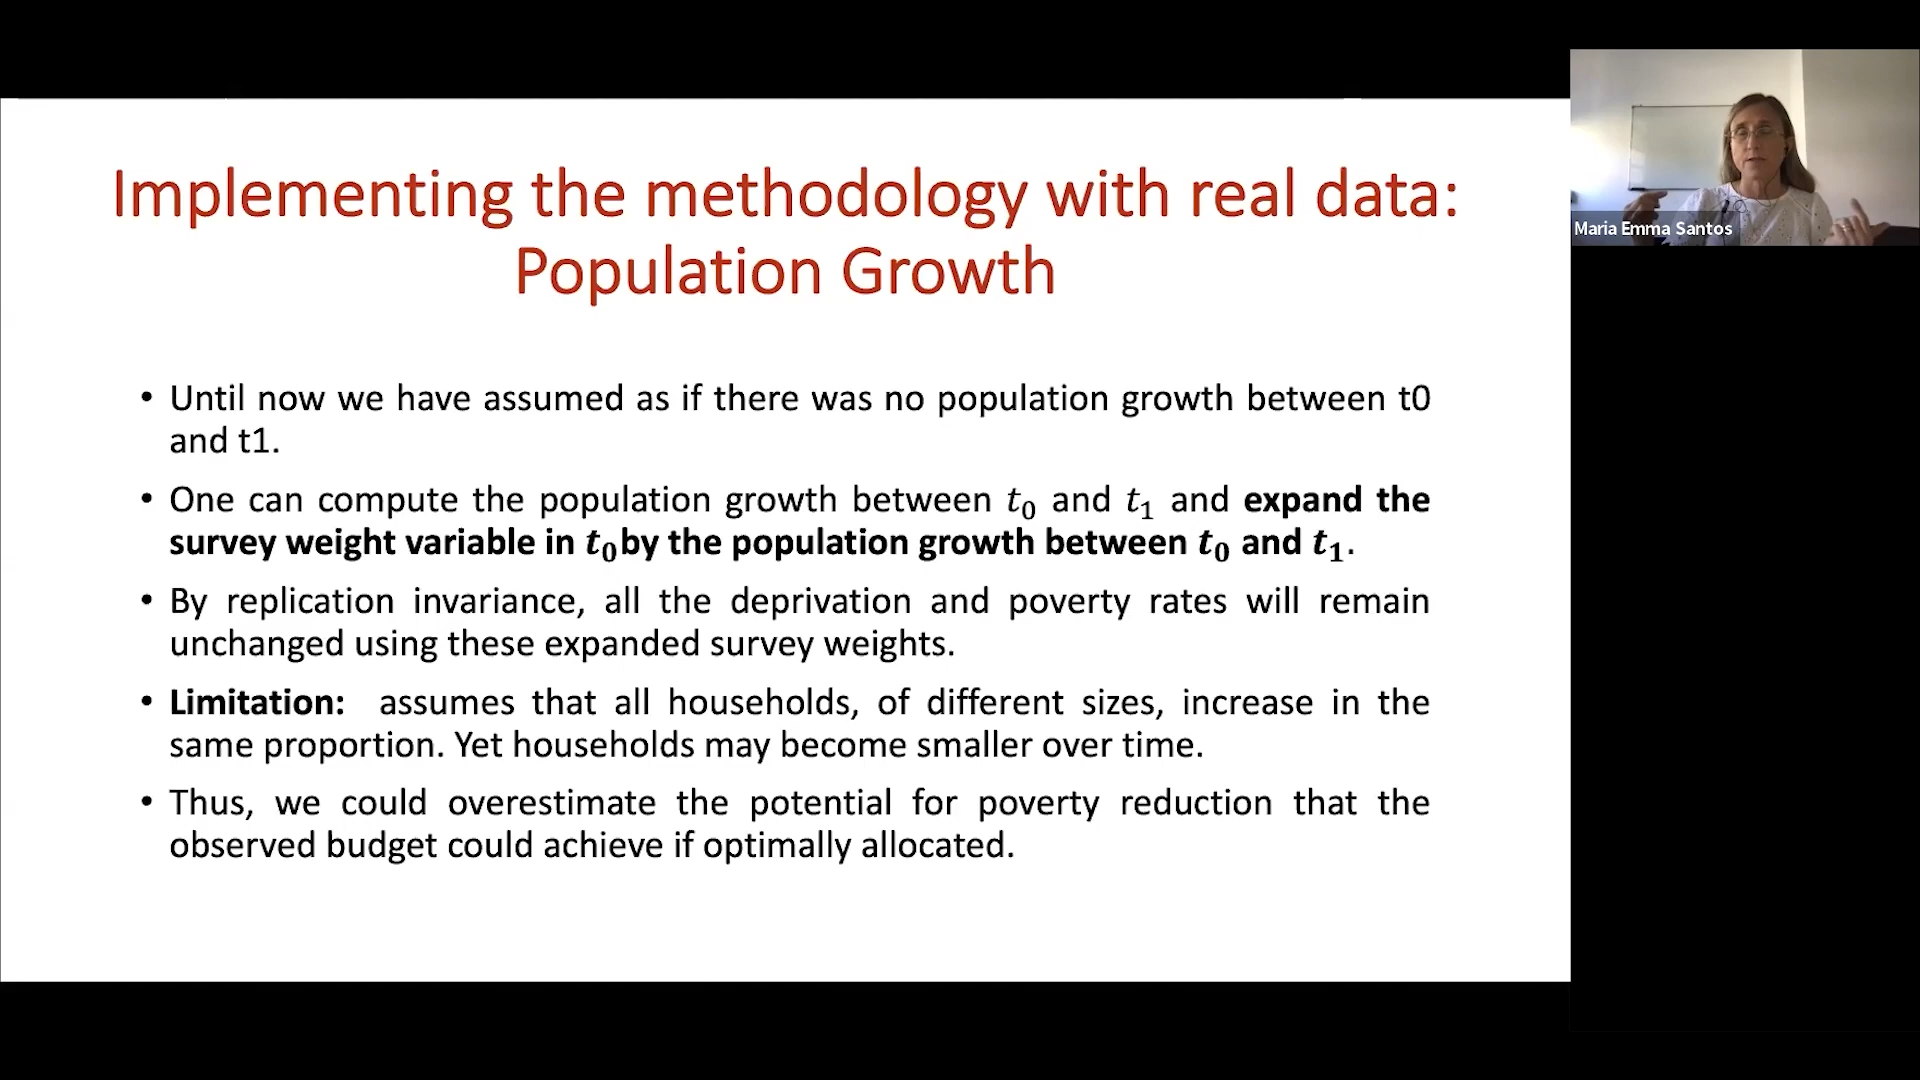 Implementing the methodology with real data:
Population Growth
• Until now we have assumed as if there was no population growth between t0
and t1.
• One can compute the population growth between t₀ and t₁ and expand the
survey weight variable in t₀by the population growth between t₀ and t₁.
• By replication invariance, all the deprivation and poverty rates will remain
unchanged using these expanded survey weights.
• Limitation: assumes that all households, of different sizes, increase in the
same proportion. Yet households may become smaller over time.
• Thus, we could overestimate the potential for poverty reduction that the
observed budget could achieve if optimally allocated.
Maria Emma Santos